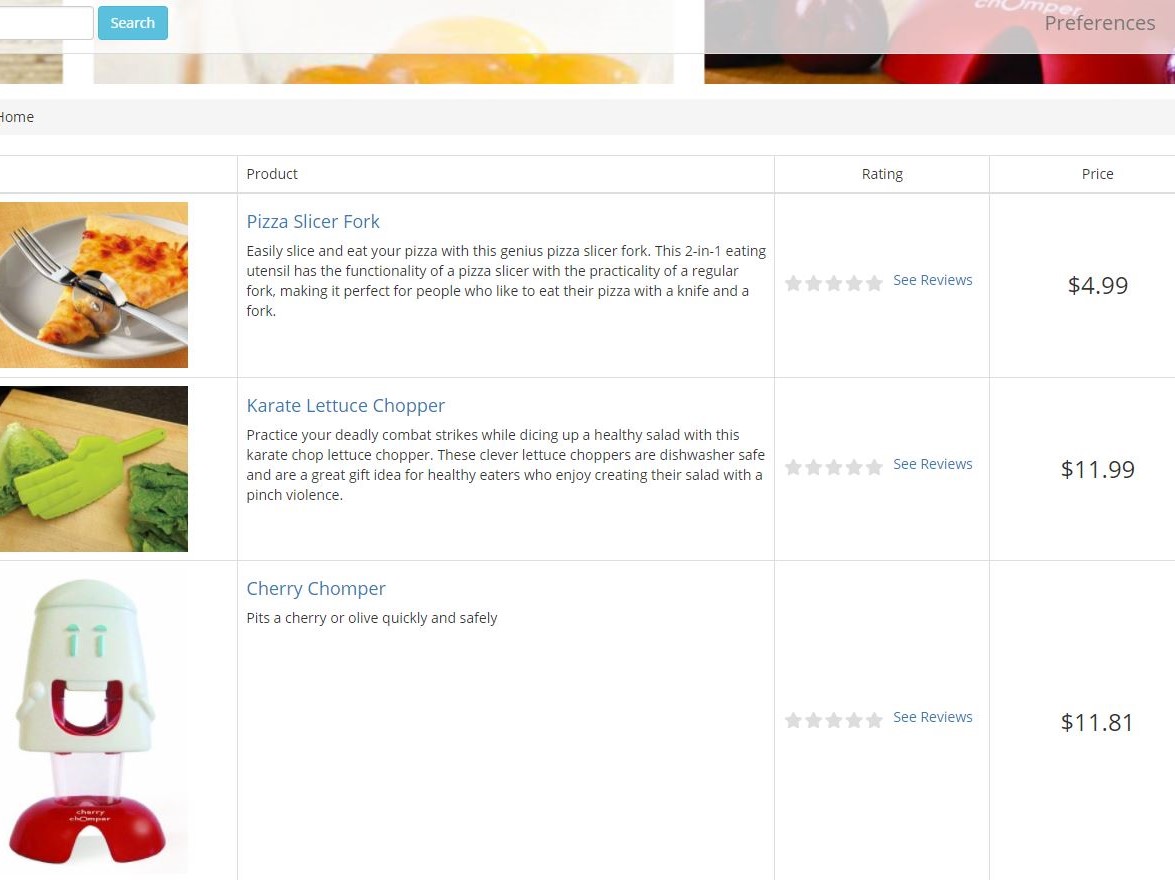 chomper
Search
Preferences
Home
Product
Rating
Price
Pizza Slicer Fork
Easily slice and eat your pizza with this genius pizza slicer fork. This 2-in-1 eating
utensil has the functionality of a pizza slicer with the practicality of a regular
fork, making it perfect for people who like to eat their pizza with a knife and a
fork.
See Reviews
$4.99
Karate Lettuce Chopper
Practice your deadly combat strikes while dicing up a healthy salad with this
karate chop lettuce chopper. These clever lettuce choppers are dishwasher safe
and are a great gift idea for healthy eaters who enjoy creating their salad with a
pinch violence.
See Reviews
$11.99
Cherry Chomper
Pits a cherry or olive quickly and safely
See Reviews
$11.81
cherry
chomper